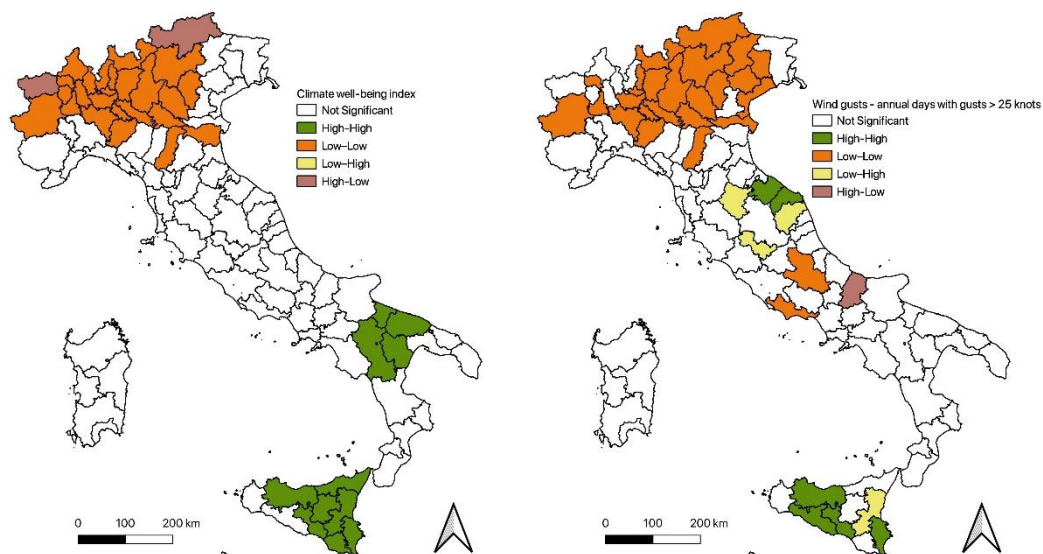 Climate well-being index
Not Significant
High-High
Low-Low
Low-High
High-Low
0 100 200 km
Wind gusts - annual days with gusts > 25 knots
Not Significant
High-High
Low-Low
Low-High
High-Low
0 100 200 km